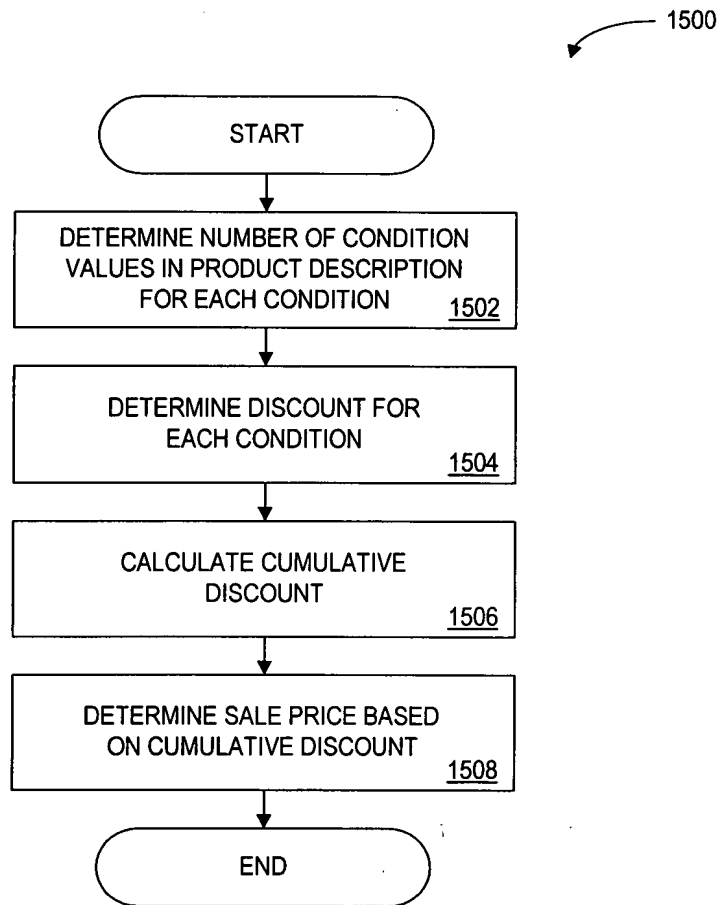 1500
START
DETERMINE NUMBER OF CONDITION
VALUES IN PRODUCT DESCRIPTION
FOR EACH CONDITION
1502
DETERMINE DISCOUNT FOR
EACH CONDITION
1504
CALCULATE CUMULATIVE
DISCOUNT
1506
DETERMINE SALE PRICE BASED
ON CUMULATIVE DISCOUNT
1508
END